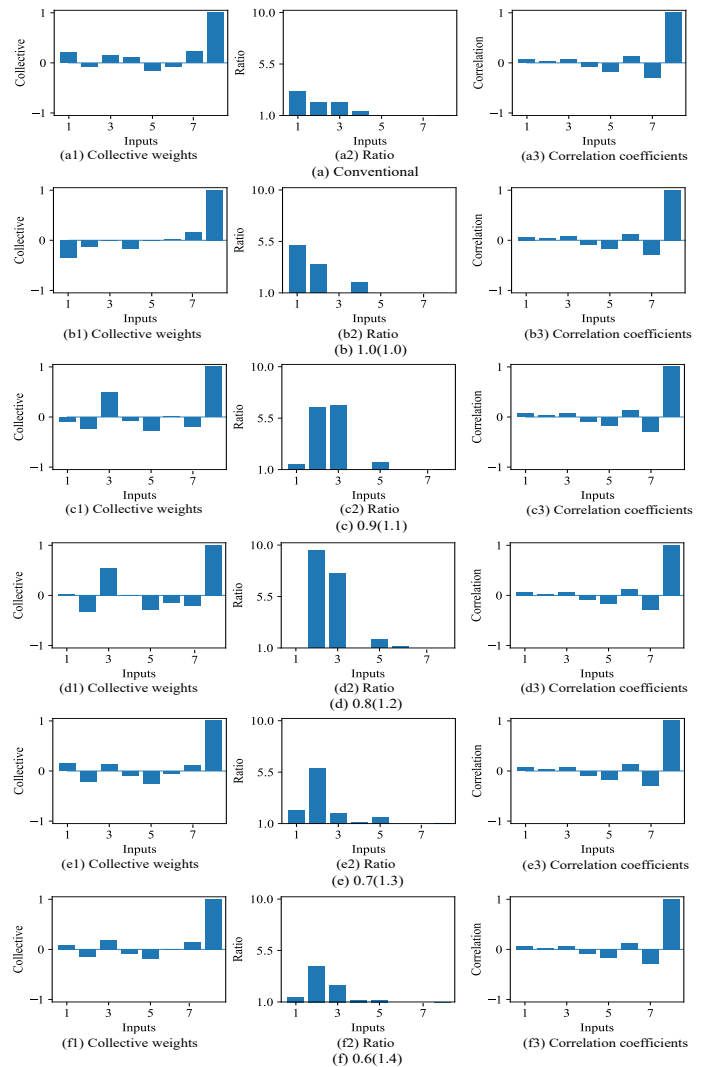 Collective
1
0
−1
1 3 5 7
Inputs
(a1) Collective weights
Ratio
10.0
5.5
1.0
1 3 5 7
Inputs
(a2) Ratio
Correlation
1
0
−1
1 3 5 7
Inputs
(a3) Correlation coefficients
(a) Conventional
Collective
1
0
−1
1 3 5 7
Inputs
(b1) Collective weights
Ratio
10.0
5.5
1.0
1 3 5 7
Inputs
(b2) Ratio
Correlation
1
0
−1
1 3 5 7
Inputs
(b3) Correlation coefficients
(b) 1.0(1.0)
Collective
1
0
−1
1 3 5 7
Inputs
(c1) Collective weights
Ratio
10.0
5.5
1.0
1 3 5 7
Inputs
(c2) Ratio
Correlation
1
0
−1
1 3 5 7
Inputs
(c3) Correlation coefficients
(c) 0.9(1.1)
Collective
1
0
−1
1 3 5 7
Inputs
(d1) Collective weights
Ratio
10.0
5.5
1.0
1 3 5 7
Inputs
(d2) Ratio
Correlation
1
0
−1
1 3 5 7
Inputs
(d3) Correlation coefficients
(d) 0.8(1.2)
Collective
1
0
−1
1 3 5 7
Inputs
(e1) Collective weights
Ratio
10.0
5.5
1.0
1 3 5 7
Inputs
(e2) Ratio
Correlation
1
0
−1
1 3 5 7
Inputs
(e3) Correlation coefficients
(e) 0.7(1.3)
Collective
1
0
−1
1 3 5 7
Inputs
(f1) Collective weights
Ratio
10.0
5.5
1.0
1 3 5 7
Inputs
(f2) Ratio
Correlation
1
0
−1
1 3 5 7
Inputs
(f3) Correlation coefficients
(f) 0.6(1.4)